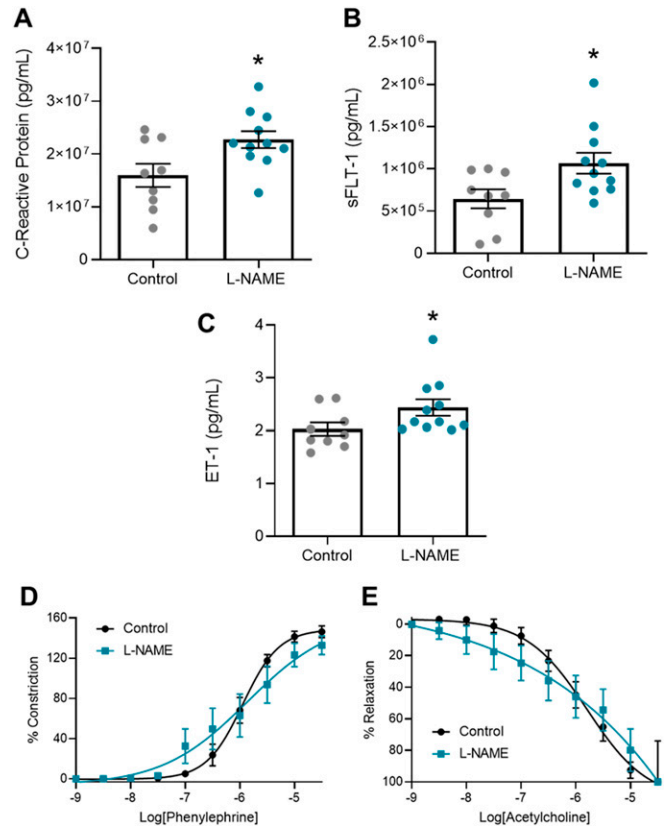 A
C-Reactive Protein (pg/mL)
4×10⁷
3×10⁷
2×10⁷
1×10⁷
0
*
Control
L-NAME
B
sFLT-1 (pg/mL)
2.5×10⁶
2×10⁶
1.5×10⁶
1×10⁶
5×10⁵
0
*
Control
L-NAME
C
ET-1 (pg/mL)
4
3
2
1
0
*
Control
L-NAME
D
% Constriction
160
120
80
40
0
Control
L-NAME
-9 -8 -7 -6 -5
Log[Phenylephrine]
E
% Relaxation
0
20
40
60
80
100
Control
L-NAME
-9 -8 -7 -6 -5
Log[Acetylcholine]